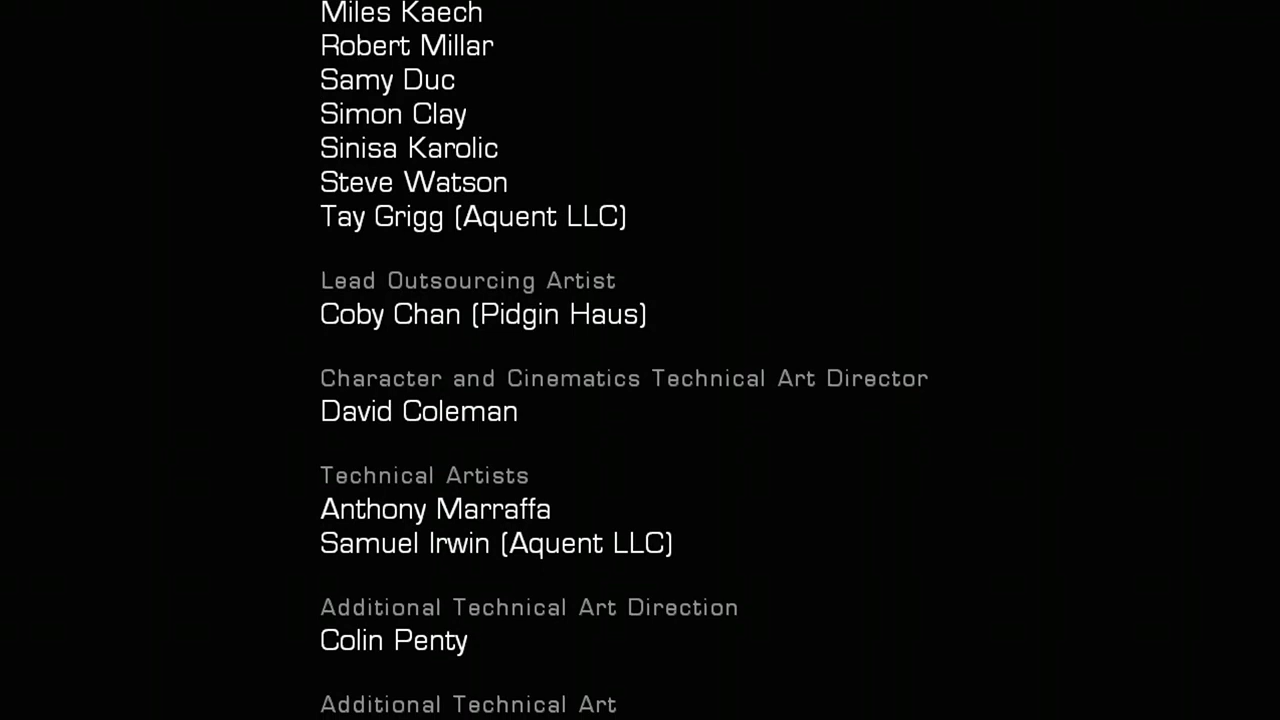 Miles Kaech
Robert Millar
Samy Duc
Simon Clay
Sinisa Karolic
Steve Watson
Tay Grigg (Aquent LLC)
Lead Outsourcing Artist
Coby Chan (Pidgin Haus)
Character and Cinematics Technical Art Director
David Coleman
Technical Artists
Anthony Marraffa
Samuel Irwin (Aquent LLC)
Additional Technical Art Direction
Colin Penty
Additional Technical Art